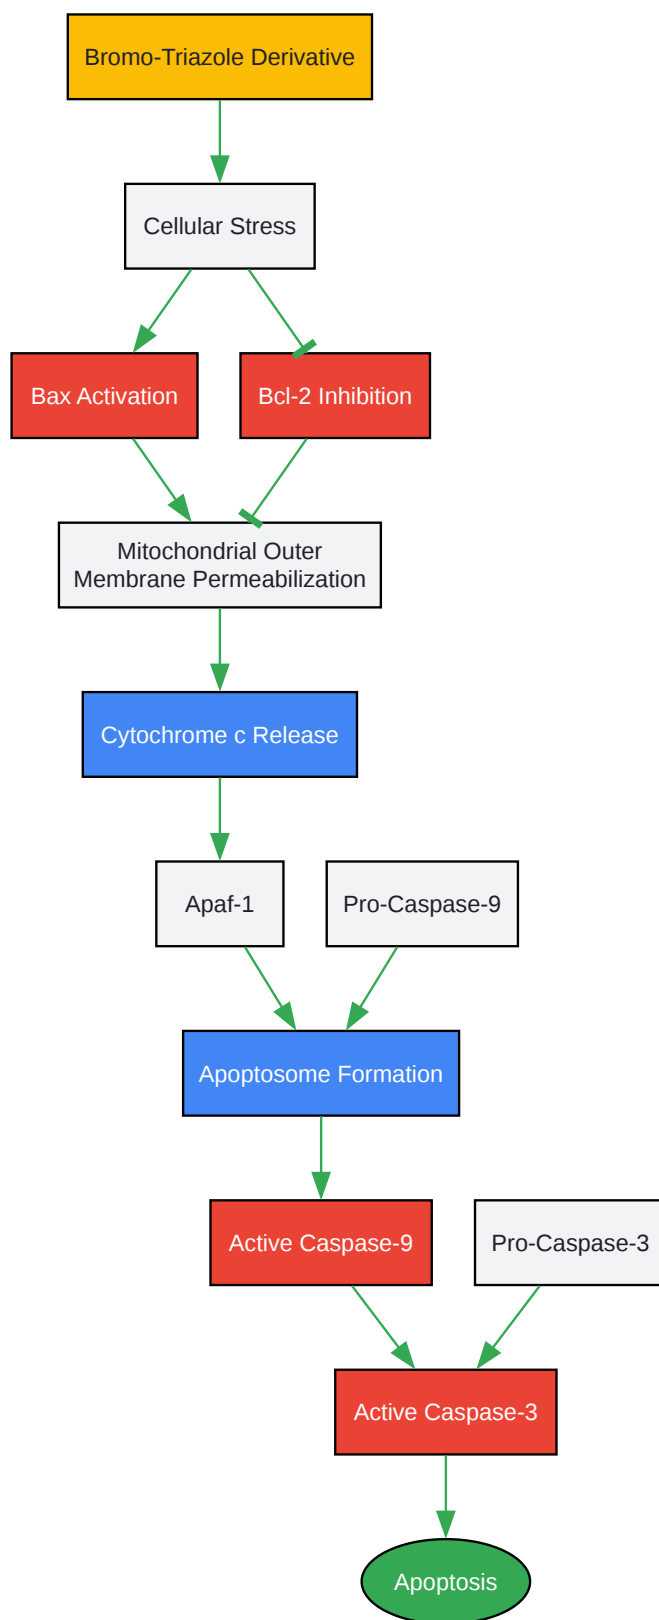 Bromo-Triazole Derivative
Cellular Stress
Bax Activation
Bcl-2 Inhibition
Mitochondrial Outer
Membrane Permeabilization
Cytochrome c Release
Apaf-1
Pro-Caspase-9
Apoptosome Formation
Active Caspase-9
Pro-Caspase-3
Active Caspase-3
Apoptosis